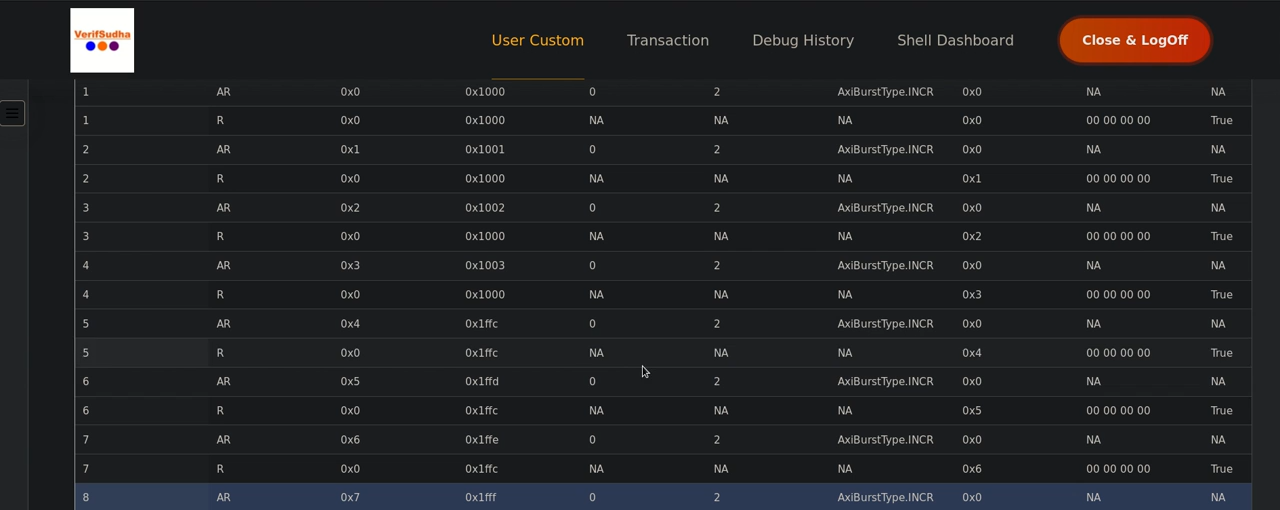 VerifSudha
User Custom Transaction Debug History Shell Dashboard Close & LogOff
1 AR 0x0 0x1000 0 2 AxiBurstType.INCR 0x0 NA NA
1 R 0x0 0x1000 NA NA NA 0x0 00 00 00 00 True
2 AR 0x1 0x1001 0 2 AxiBurstType.INCR 0x0 NA NA
2 R 0x0 0x1000 NA NA NA 0x1 00 00 00 00 True
3 AR 0x2 0x1002 0 2 AxiBurstType.INCR 0x0 NA NA
3 R 0x0 0x1000 NA NA NA 0x2 00 00 00 00 True
4 AR 0x3 0x1003 0 2 AxiBurstType.INCR 0x0 NA NA
4 R 0x0 0x1000 NA NA NA 0x3 00 00 00 00 True
5 AR 0x4 0x1ffc 0 2 AxiBurstType.INCR 0x0 NA NA
5 R 0x0 0x1ffc NA NA NA 0x4 00 00 00 00 True
6 AR 0x5 0x1ffd 0 2 AxiBurstType.INCR 0x0 NA NA
6 R 0x0 0x1ffc NA NA NA 0x5 00 00 00 00 True
7 AR 0x6 0x1ffe 0 2 AxiBurstType.INCR 0x0 NA NA
7 R 0x0 0x1ffc NA NA NA 0x6 00 00 00 00 True
8 AR 0x7 0x1fff 0 2 AxiBurstType.INCR 0x0 NA NA